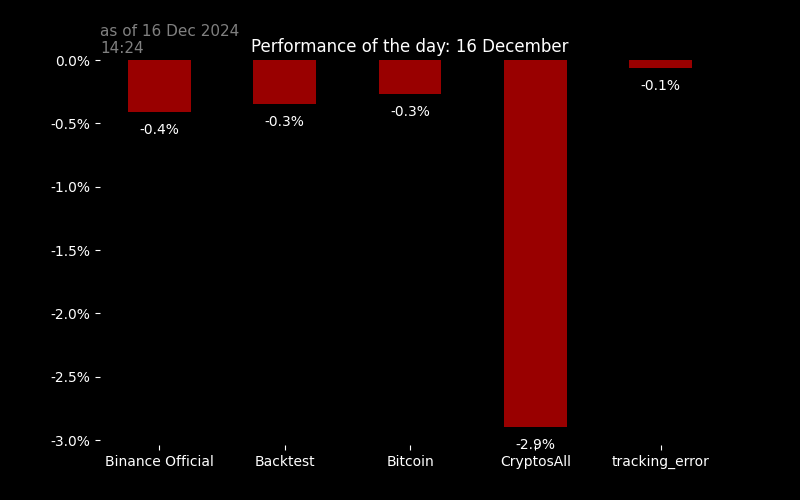 as of 16 Dec 2024
14:24
Performance of the day: 16 December
0.0%
-0.5%
-1.0%
-1.5%
-2.0%
-2.5%
-3.0%
-0.4%
-0.3%
-0.3%
-2.9%
-0.1%
Binance Official
Backtest
Bitcoin
CryptosAll
tracking_error